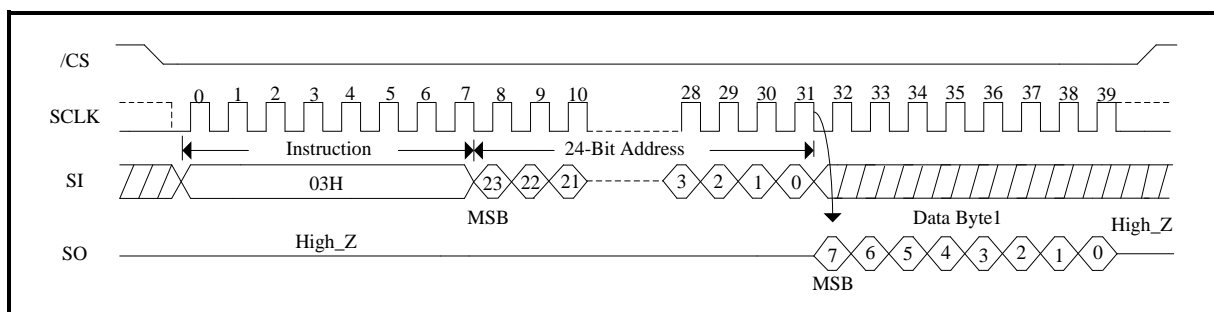 /CS
0 1 2 3 4 5 6 7 8 9 10 28 29 30 31 32 33 34 35 36 37 38 39
SCLK
Instruction 24-Bit Address
SI 03H 23 22 21 3 2 1 0
MSB Data Byte1
High_Z High_Z
SO 7 6 5 4 3 2 1 0
MSB